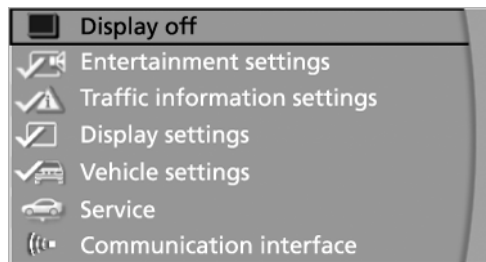 Display off
Entertainment settings
Traffic information settings
Display settings
Vehicle settings
Service
Communication interface